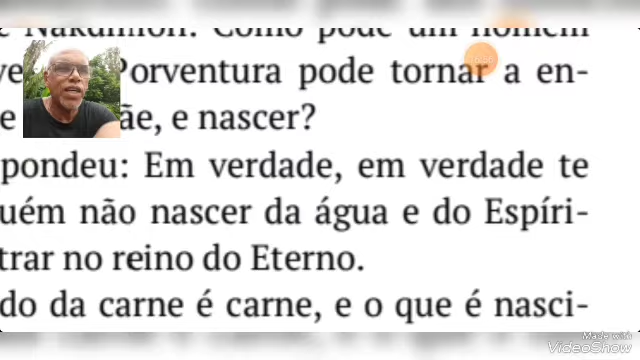 Nakdimon: Como pode um homem
Porventura pode tornar a en-
e ãe, e nascer?
pondeu: Em verdade, em verdade te
uém não nascer da água e do Espíri-
trar no reino do Eterno.
do da carne é carne, e o que é nasci-
Made with
VideoShow